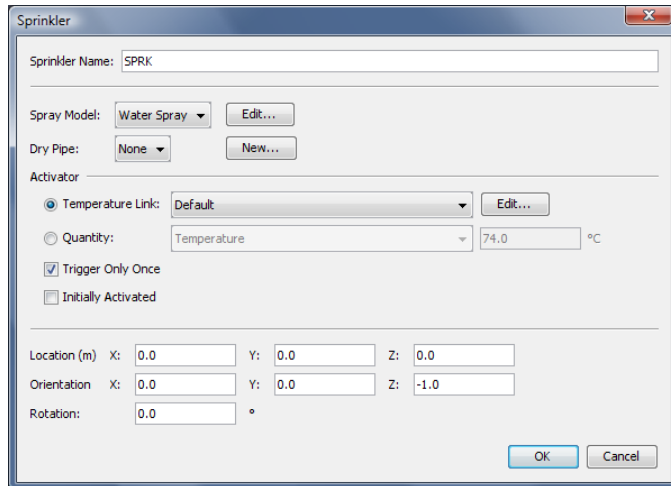 Sprinkler
Sprinkler Name: SPRK
Spray Model: Water Spray Edit...
Dry Pipe: None New...
Activator
Temperature Link: Default Edit...
Quantity: Temperature 74.0 °C
Trigger Only Once
Initially Activated
Location (m) X: 0.0 Y: 0.0 Z: 0.0
Orientation X: 0.0 Y: 0.0 Z: -1.0
Rotation: 0.0 °
OK Cancel